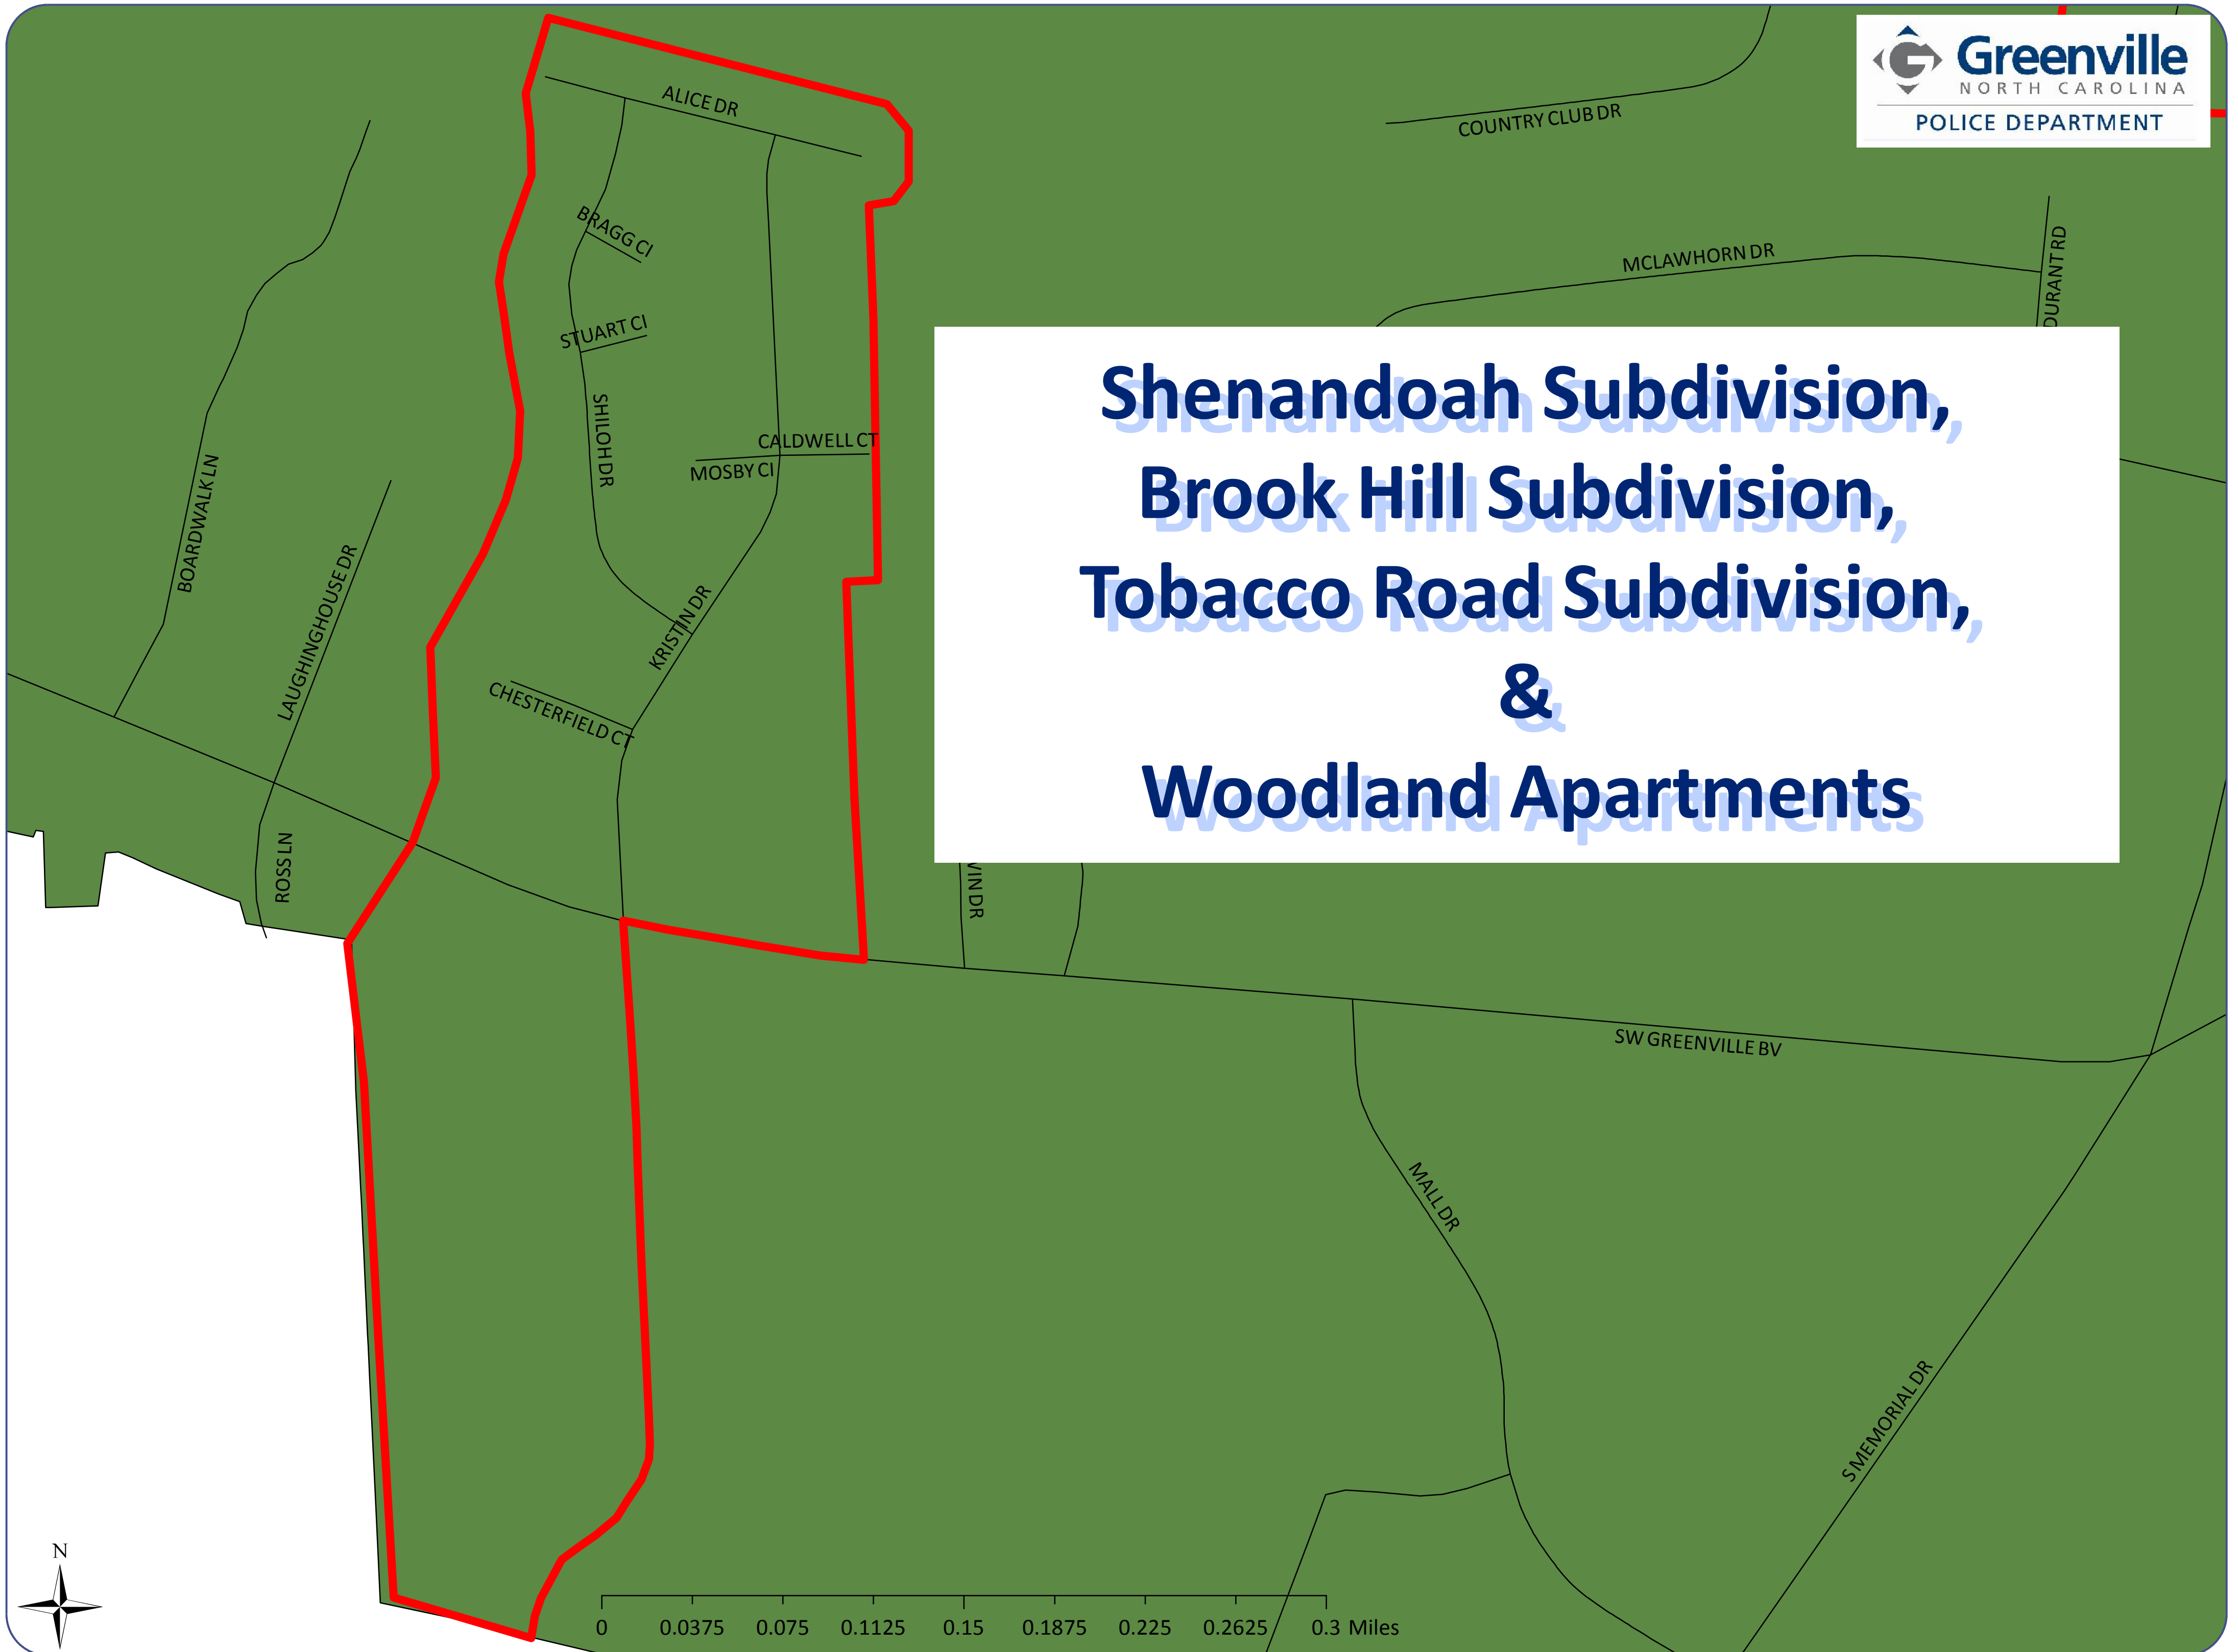 Greenville
NORTH CAROLINA
POLICE DEPARTMENT
ALICE DR
COUNTRY CLUB DR
BRAGG CI
MCLAWHORN DR
DURANT RD
STUART CI
Shenandoah Subdivision,
Brook Hill Subdivision,
Tobacco Road Subdivision,
&
Woodland Apartments
SHILOH DR
CALDWELL CT
MOSBY CI
BOARDWALK LN
LAUGHINGHOUSE DR
KRISTIN DR
CHESTERFIELD CT
ROSS LN
WIN DR
SW GREENVILLE BV
MALL DR
S MEMORIAL DR
N
0 0.0375 0.075 0.1125 0.15 0.1875 0.225 0.2625 0.3 Miles